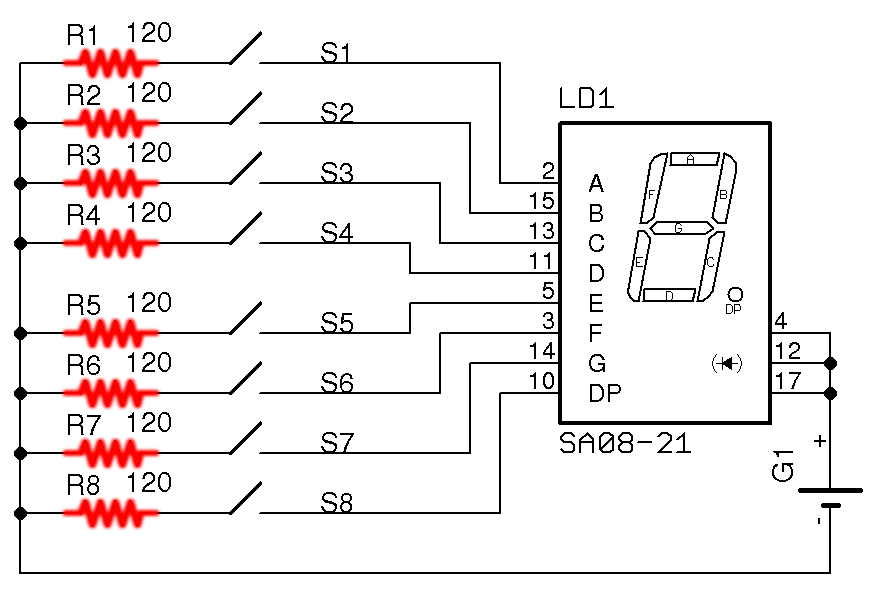 R1 120
S1
R2 120
S2
R3 120
S3
R4 120
S4
R5 120
S5
R6 120
S6
R7 120
S7
R8 120
S8
LD1
2 A
15 B
13 C
11 D
5 E
3 F
14 G
10 DP
A
F B
G
E C
D
DP
4
12
17
SA08-21
G1
+
-